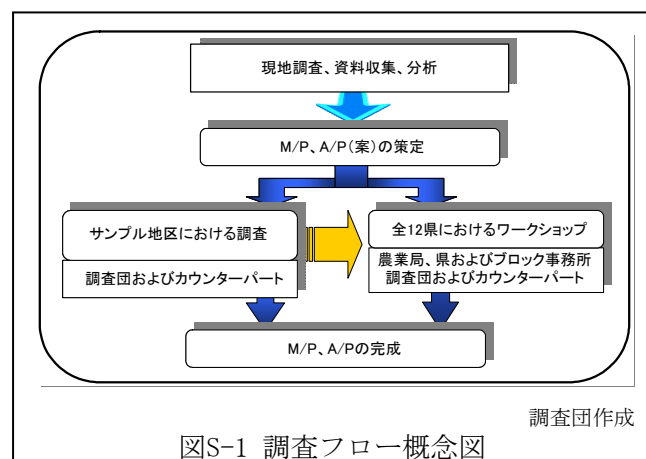 現地調査、資料収集、分析
M/P、A/P(案)の策定
サンプル地区における調査
調査団およびカウンターパート
全12県におけるワークショップ
農業局、県およびブロック事務所
調査団およびカウンターパート
M/P、A/Pの完成
調査団作成
図S-1 調査フロー概念図